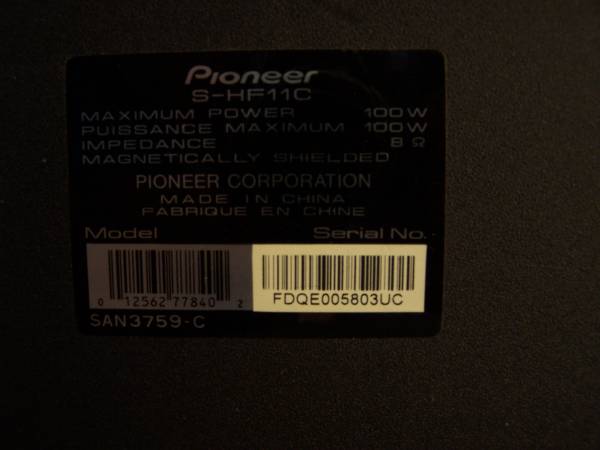 Pioneer
S-HF11C
MAXIMUM POWER 100W
PUISSANCE MAXIMUM 100W
IMPEDANCE 8 Ω
MAGNETICALLY SHIELDED
PIONEER CORPORATION
MADE IN CHINA
FABRIQUE EN CHINE
Model Serial No.
0 12562 77840 2
FDQE005803UC
SAN3759-C